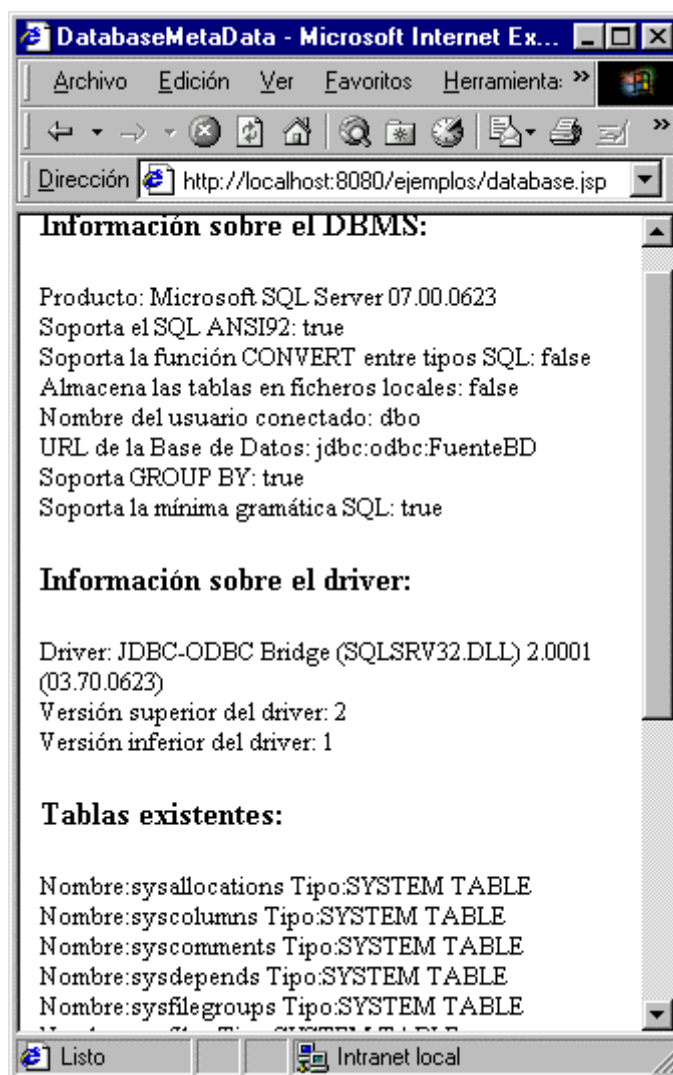 DatabaseMetaData - Microsoft Internet Ex...
Archivo Edición Ver Favoritos Herramienta: »
»
Dirección http://localhost:8080/ejemplos/database.jsp
Información sobre el DBMS:
Producto: Microsoft SQL Server 07.00.0623
Soporta el SQL ANSI92: true
Soporta la función CONVERT entre tipos SQL: false
Almacena las tablas en ficheros locales: false
Nombre del usuario conectado: dbo
URL de la Base de Datos: jdbc:odbc:FuenteBD
Soporta GROUP BY: true
Soporta la mínima gramática SQL: true
Información sobre el driver:
Driver: JDBC-ODBC Bridge (SQLSRV32.DLL) 2.0001
(03.70.0623)
Versión superior del driver: 2
Versión inferior del driver: 1
Tablas existentes:
Nombre:sysallocations Tipo:SYSTEM TABLE
Nombre:syscolumns Tipo:SYSTEM TABLE
Nombre:syscomments Tipo:SYSTEM TABLE
Nombre:sysdepends Tipo:SYSTEM TABLE
Nombre:sysfilegroups Tipo:SYSTEM TABLE
Listo Intranet local